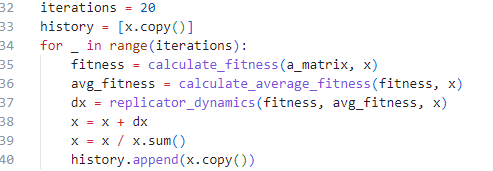 32 iterations = 20
33 history = [x.copy()]
34 for _ in range(iterations):
35     fitness = calculate_fitness(a_matrix, x)
36     avg_fitness = calculate_average_fitness(fitness, x)
37     dx = replicator_dynamics(fitness, avg_fitness, x)
38     x = x + dx
39     x = x / x.sum()
40     history.append(x.copy())